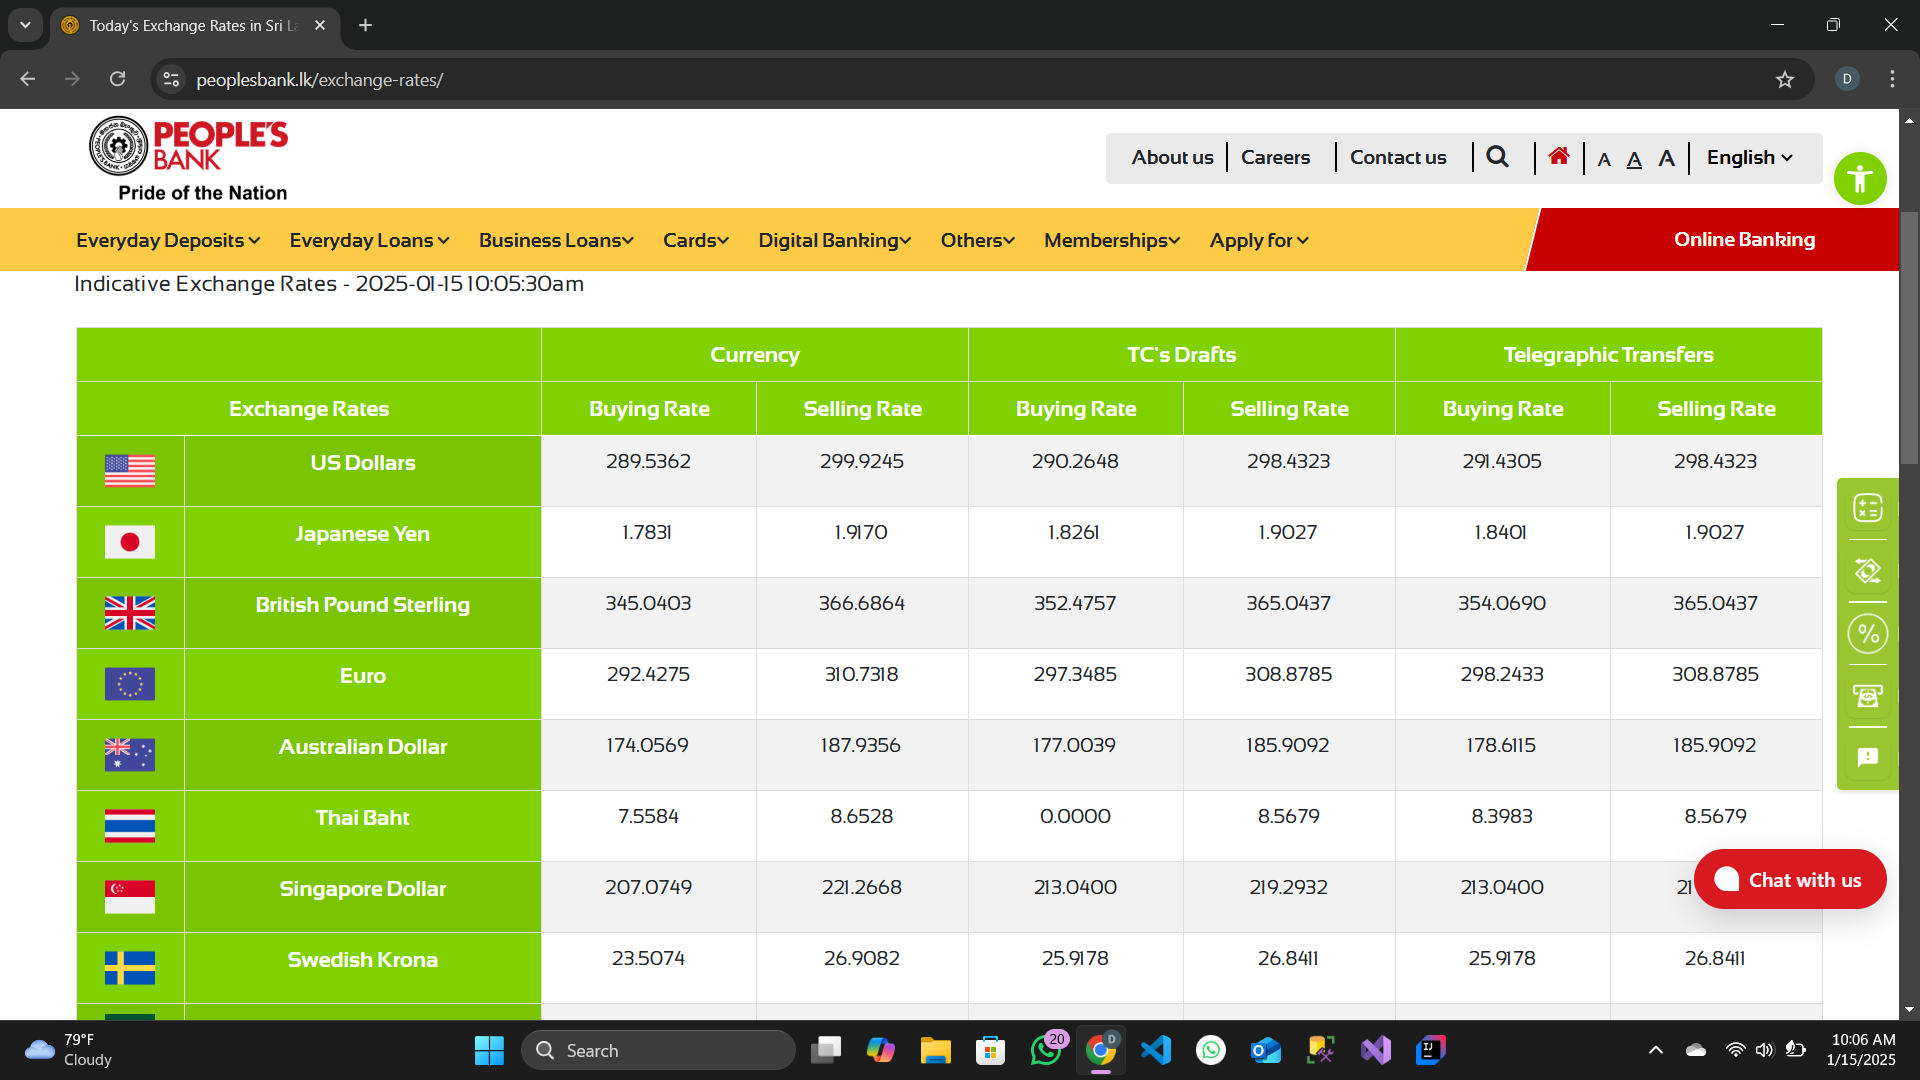 Today's Exchange Rates in Sri La
peoplesbank.lk/exchange-rates/
D
PEOPLE'S
BANK
Pride of the Nation
About us
Careers
Contact us
A A A
English
Everyday Deposits
Everyday Loans
Business Loans
Cards
Digital Banking
Others
Memberships
Apply for
Online Banking
Indicative Exchange Rates - 2025-01-15 10:05:30am
Currency TC's Drafts Telegraphic Transfers
Exchange Rates Buying Rate Selling Rate Buying Rate Selling Rate Buying Rate Selling Rate
US Dollars 289.5362 299.9245 290.2648 298.4323 291.4305 298.4323
Japanese Yen 1.7831 1.9170 1.8261 1.9027 1.8401 1.9027
British Pound Sterling 345.0403 366.6864 352.4757 365.0437 354.0690 365.0437
Euro 292.4275 310.7318 297.3485 308.8785 298.2433 308.8785
Australian Dollar 174.0569 187.9356 177.0039 185.9092 178.6115 185.9092
Thai Baht 7.5584 8.6528 0.0000 8.5679 8.3983 8.5679
Singapore Dollar 207.0749 221.2668 213.0400 219.2932 213.0400 21
Chat with us
Swedish Krona 23.5074 26.9082 25.9178 26.8411 25.9178 26.8411
79°F
Cloudy
Search
20
D
10:06 AM
1/15/2025